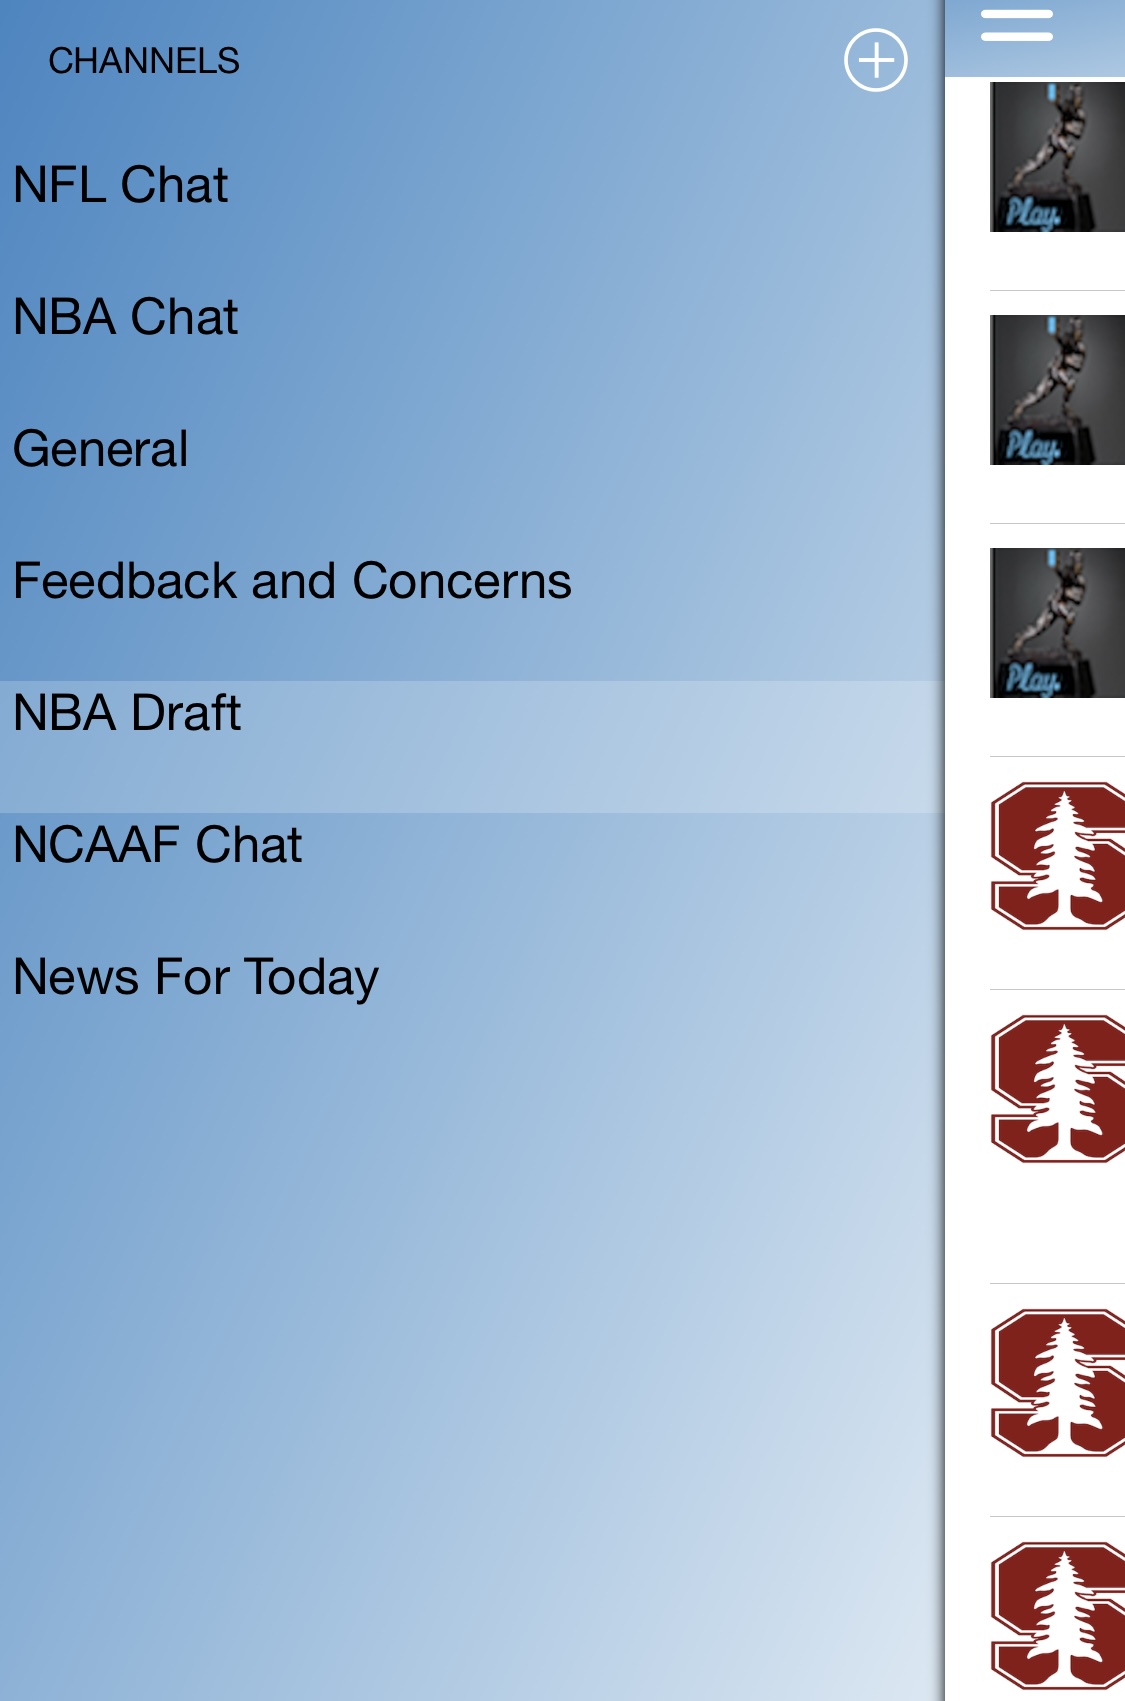 CHANNELS
NFL Chat
NBA Chat
General
Feedback and Concerns
NBA Draft
NCAAF Chat
News For Today
Play.
Play.
Play.